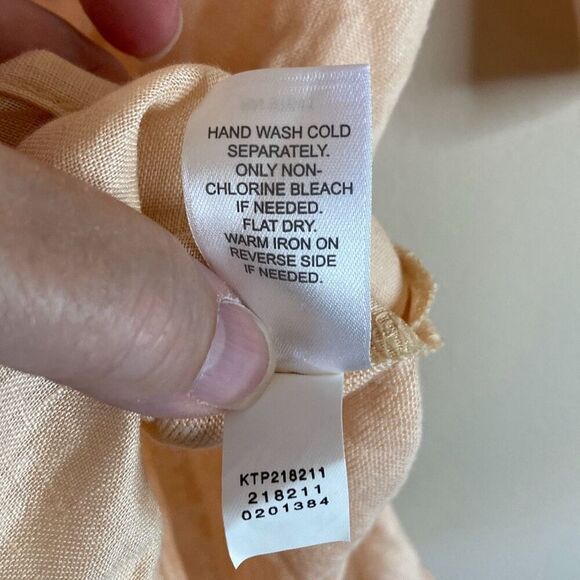 HAND WASH COLD
SEPARATELY.
ONLY NON-
CHLORINE BLEACH
IF NEEDED.
FLAT DRY.
WARM IRON ON
REVERSE SIDE
IF NEEDED.
KTP218211
218211
0201384